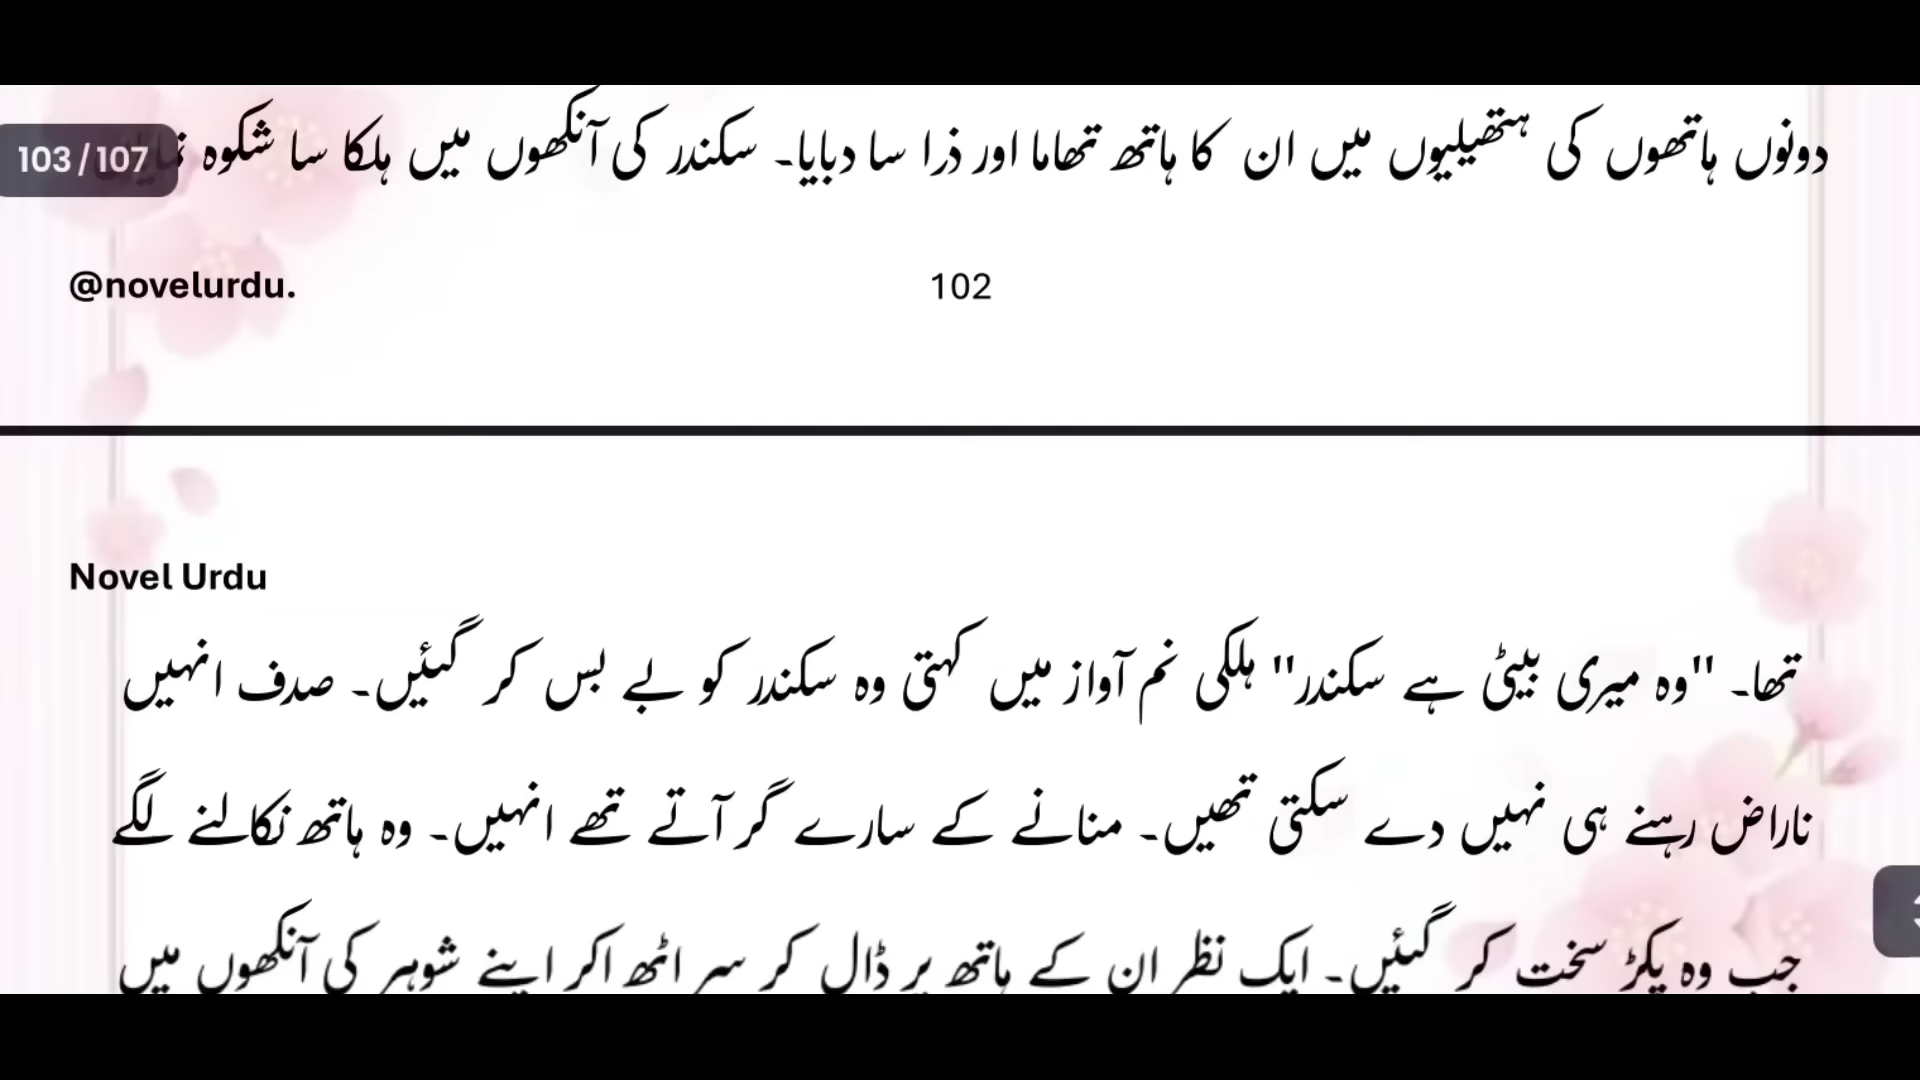 دونوں ہاتھوں کی ہتھیلیوں میں ان کا ہاتھ تھاما اور ذرا سا دبایا۔ سکندر کی آنکھوں میں ہلکا سا شکوہ نمایاں
103/107
@novelurdu.
102
Novel Urdu
تھا۔ "وہ میری بیٹی ہے سکندر" ہلکی نم آواز میں کہتی وہ سکندر کو بے بس کر گئیں۔ صدف انہیں
ناراض رہنے ہی نہیں دے سکتی تھیں۔ منانے کے سارے گر آتے تھے انہیں۔ وہ ہاتھ نکالنے لگے
جب وہ پکڑ سخت کر گئیں۔ ایک نظر ان کے ہاتھ پر ڈال کر سر اٹھ اکر اپنے شوہر کی آنکھوں میں